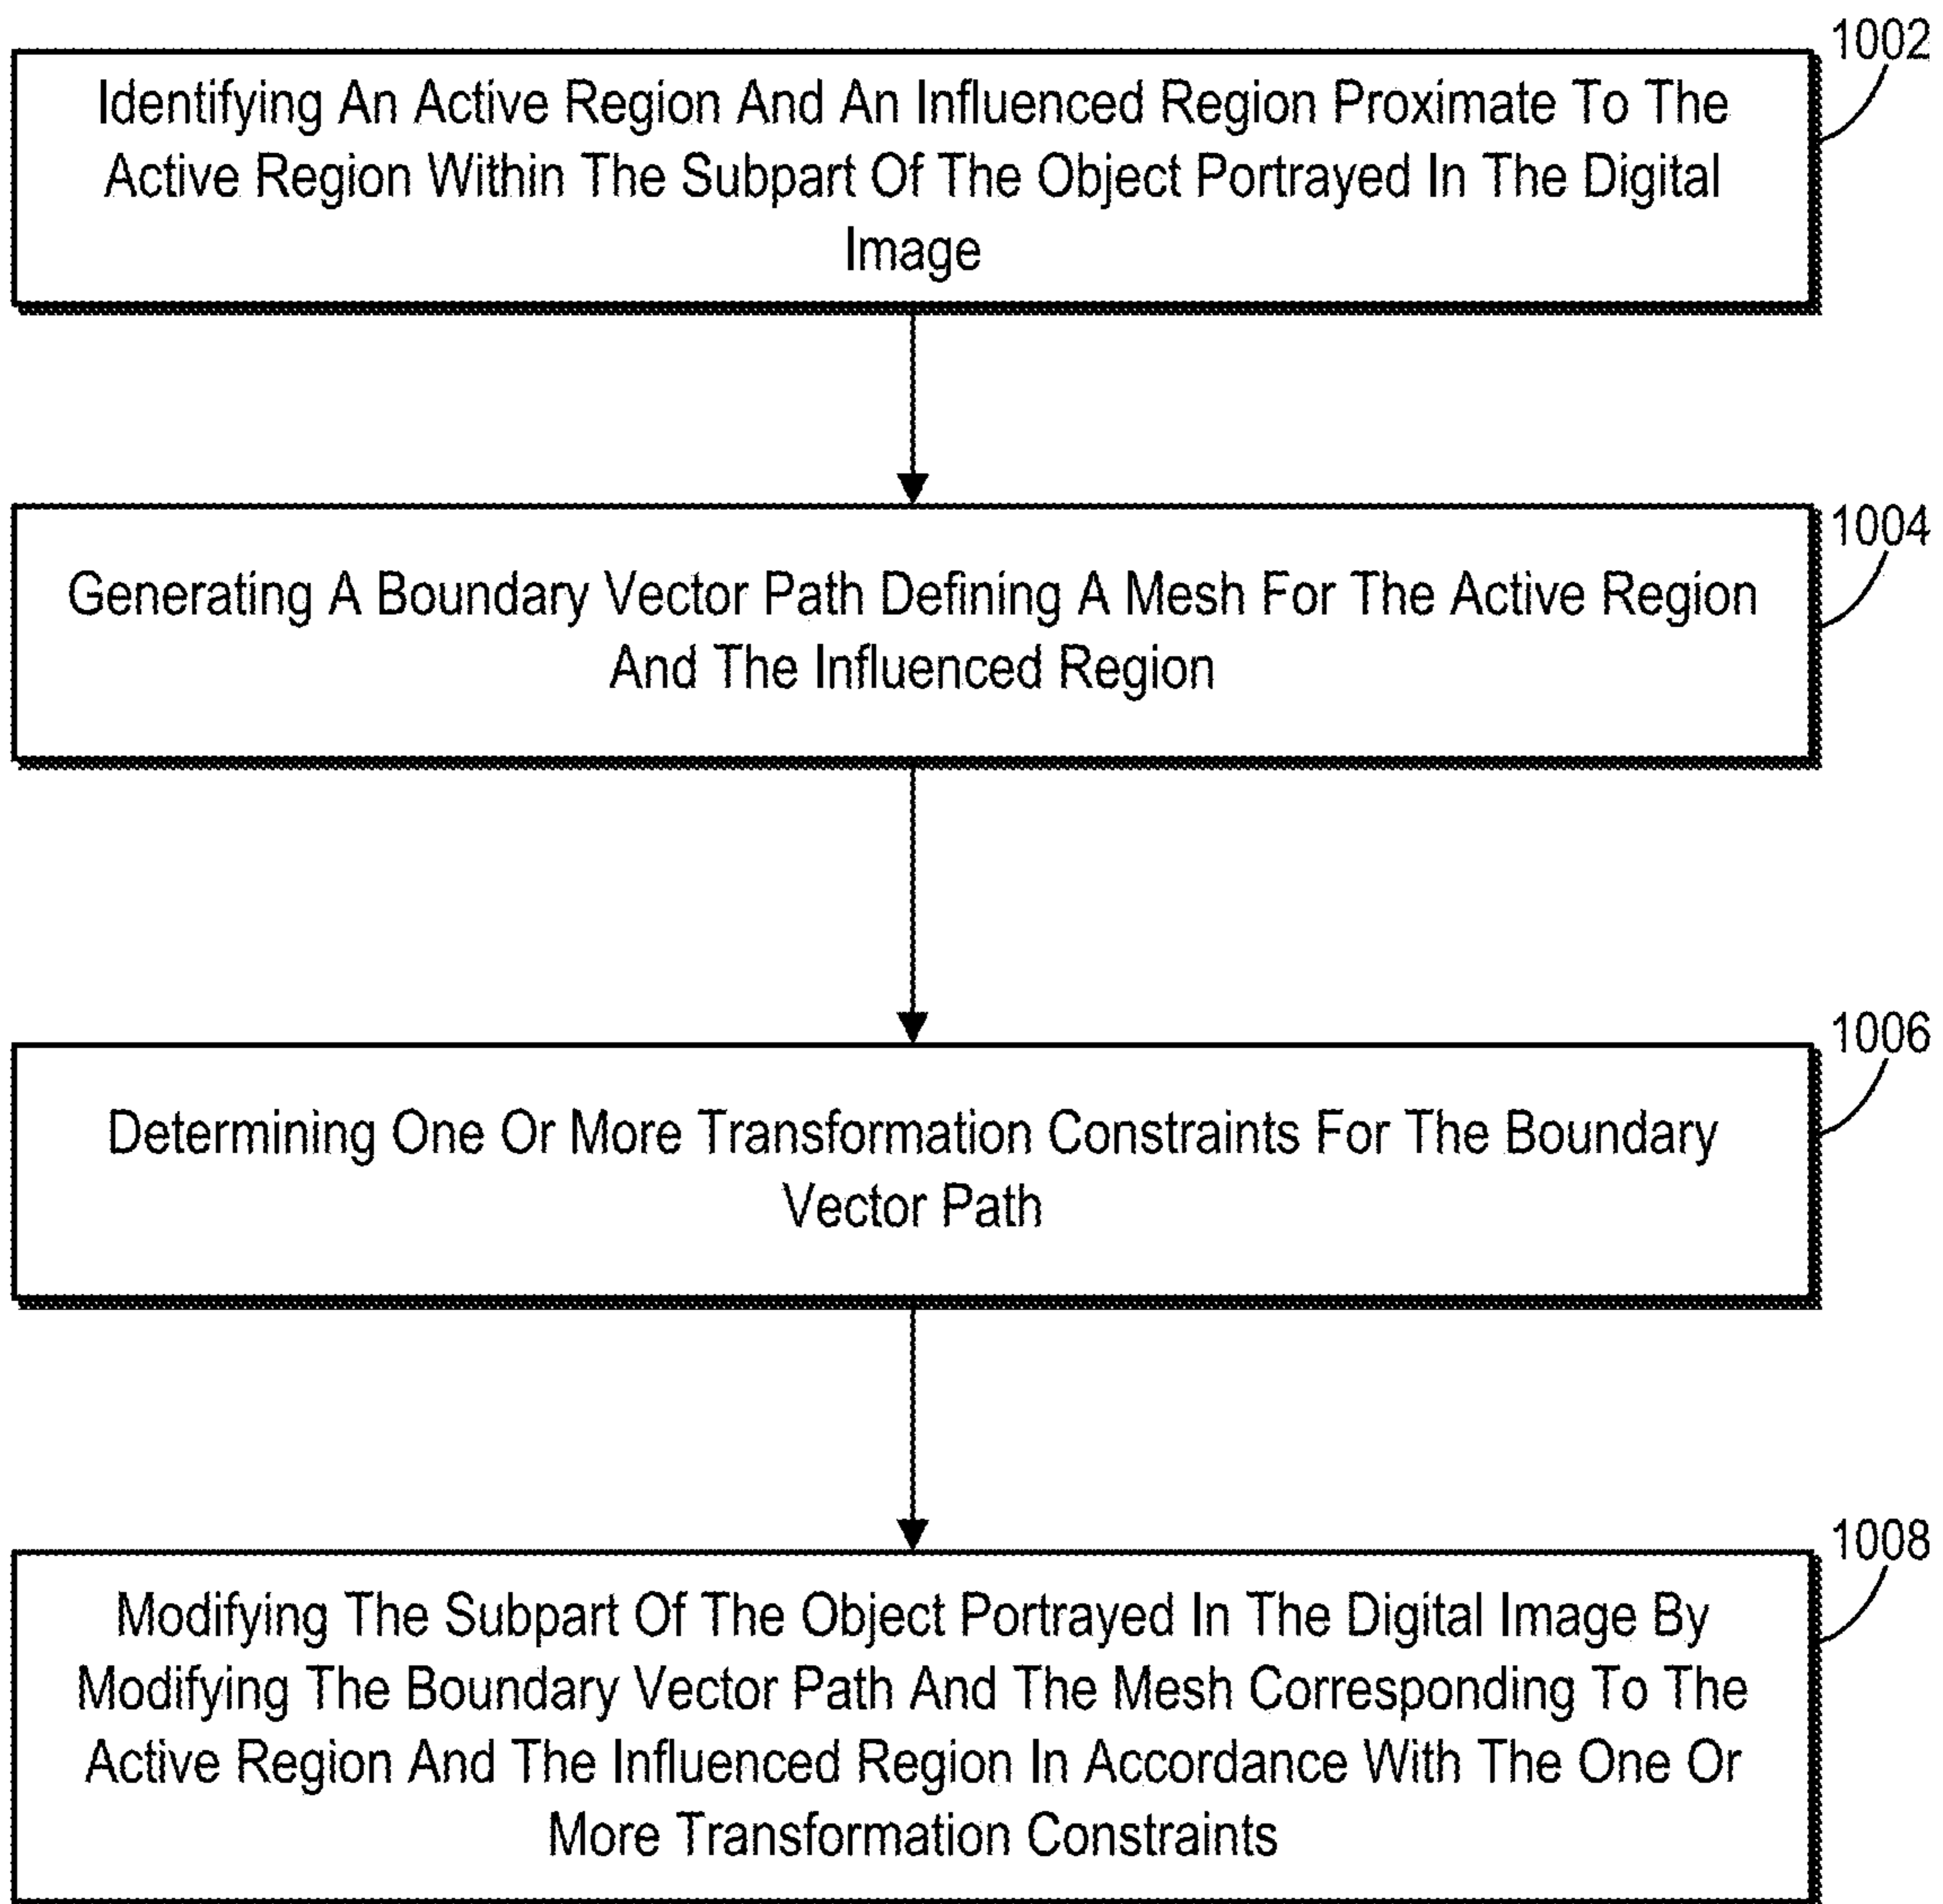 1002
Identifying An Active Region And An Influenced Region Proximate To The
Active Region Within The Subpart Of The Object Portrayed In The Digital
Image
1004
Generating A Boundary Vector Path Defining A Mesh For The Active Region
And The Influenced Region
1006
Determining One Or More Transformation Constraints For The Boundary
Vector Path
1008
Modifying The Subpart Of The Object Portrayed In The Digital Image By
Modifying The Boundary Vector Path And The Mesh Corresponding To The
Active Region And The Influenced Region In Accordance With The One Or
More Transformation Constraints